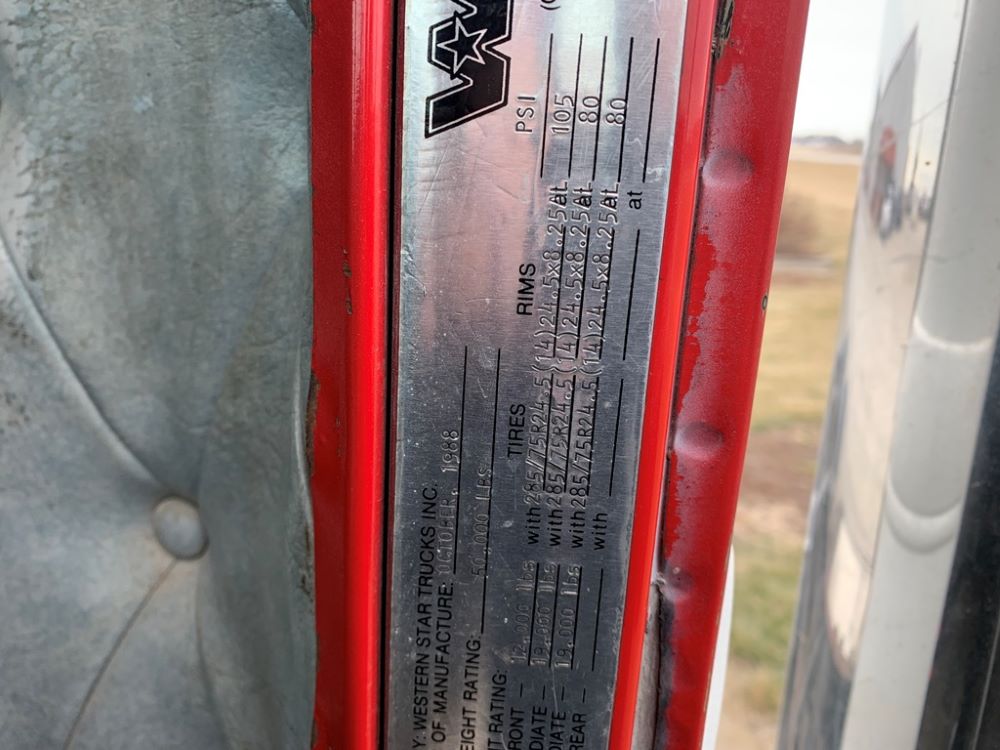 Y: WESTERN STAR TRUCKS INC.
OF MANUFACTURE: OCTOBER, 1988
EIGHT RATING: 50,000 LBS
T RATING: TIRES RIMS PSI
RONT – 12,000 lbs with 285/75R24.5(14)24.5x8.25 at 105
DIATE – 19,000 lbs with 285/75R24.5(14)24.5x8.25 at 80
DIATE – 19,000 lbs with 285/75R24.5(14)24.5x8.25 at 80
REAR – with at